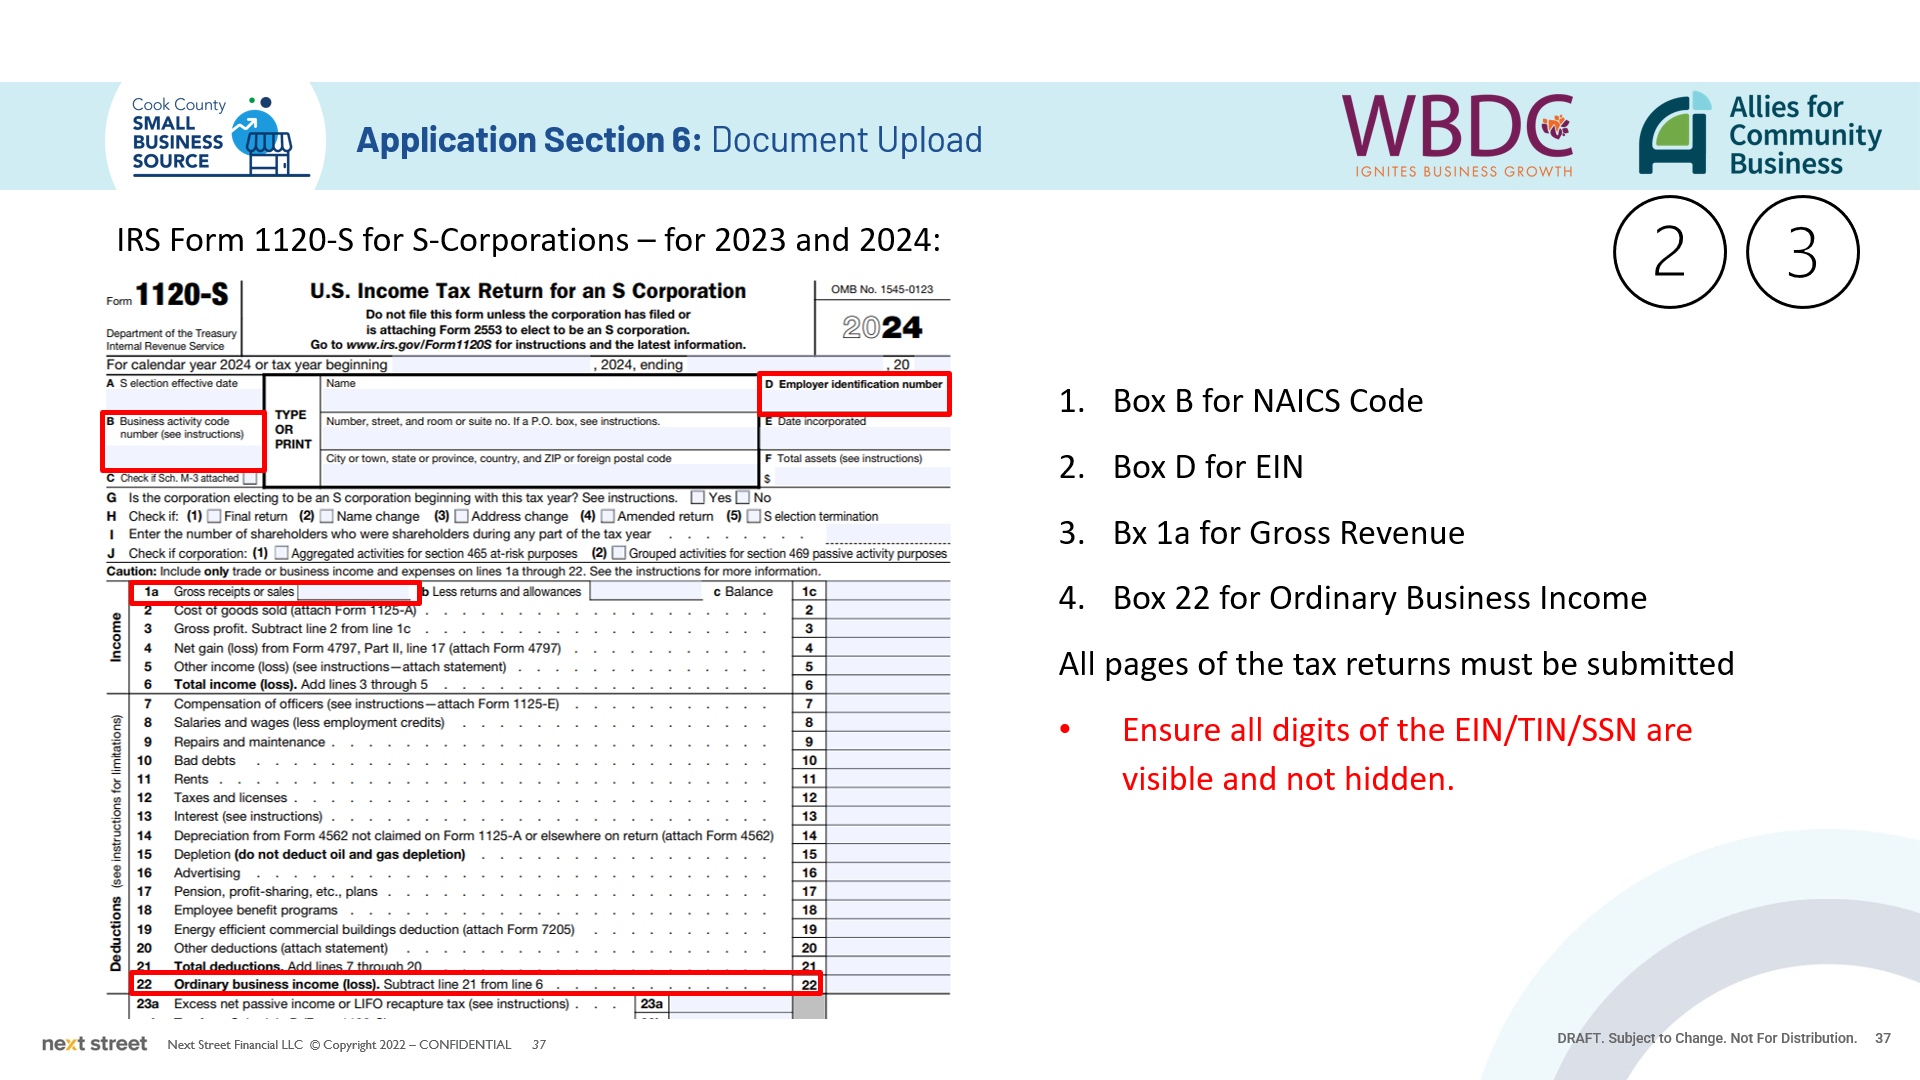 Cook County
SMALL
BUSINESS
SOURCE
Application Section 6: Document Upload
WBDC
IGNITES BUSINESS GROWTH
Allies for
Community
Business
2 3
IRS Form 1120-S for S-Corporations – for 2023 and 2024:
Form 1120-S
Department of the Treasury
Internal Revenue Service
U.S. Income Tax Return for an S Corporation
Do not file this form unless the corporation has filed or
is attaching Form 2553 to elect to be an S corporation.
Go to www.irs.gov/Form1120S for instructions and the latest information.
OMB No. 1545-0123
2024
For calendar year 2024 or tax year beginning , 2024, ending , 20
A S election effective date
B Business activity code
number (see instructions)
C Check if Sch. M-3 attached
TYPE
OR
PRINT
Name
Number, street, and room or suite no. If a P.O. box, see instructions.
City or town, state or province, country, and ZIP or foreign postal code
D Employer identification number
E Date incorporated
F Total assets (see instructions)
$
G Is the corporation electing to be an S corporation beginning with this tax year? See instructions. Yes No
H Check if: (1) Final return (2) Name change (3) Address change (4) Amended return (5) S election termination
I Enter the number of shareholders who were shareholders during any part of the tax year . . . . . . . .
J Check if corporation: (1) Aggregated activities for section 465 at-risk purposes (2) Grouped activities for section 469 passive activity purposes
Caution: Include only trade or business income and expenses on lines 1a through 22. See the instructions for more information.
Income
1a Gross receipts or sales b Less returns and allowances c Balance 1c
2 Cost of goods sold (attach Form 1125-A) 2
3 Gross profit. Subtract line 2 from line 1c 3
4 Net gain (loss) from Form 4797, Part II, line 17 (attach Form 4797) 4
5 Other income (loss) (see instructions—attach statement) 5
6 Total income (loss). Add lines 3 through 5 6
Deductions (see instructions for limitations)
7 Compensation of officers (see instructions—attach Form 1125-E) 7
8 Salaries and wages (less employment credits) 8
9 Repairs and maintenance 9
10 Bad debts 10
11 Rents 11
12 Taxes and licenses 12
13 Interest (see instructions) 13
14 Depreciation from Form 4562 not claimed on Form 1125-A or elsewhere on return (attach Form 4562) 14
15 Depletion (do not deduct oil and gas depletion) 15
16 Advertising 16
17 Pension, profit-sharing, etc., plans 17
18 Employee benefit programs 18
19 Energy efficient commercial buildings deduction (attach Form 7205) 19
20 Other deductions (attach statement) 20
21 Total deductions. Add lines 7 through 20 21
22 Ordinary business income (loss). Subtract line 21 from line 6 22
23a Excess net passive income or LIFO recapture tax (see instructions) 23a
1. Box B for NAICS Code
2. Box D for EIN
3. Bx 1a for Gross Revenue
4. Box 22 for Ordinary Business Income
All pages of the tax returns must be submitted
• Ensure all digits of the EIN/TIN/SSN are
visible and not hidden.
next street Next Street Financial LLC © Copyright 2022 – CONFIDENTIAL 37
DRAFT. Subject to Change. Not For Distribution. 37